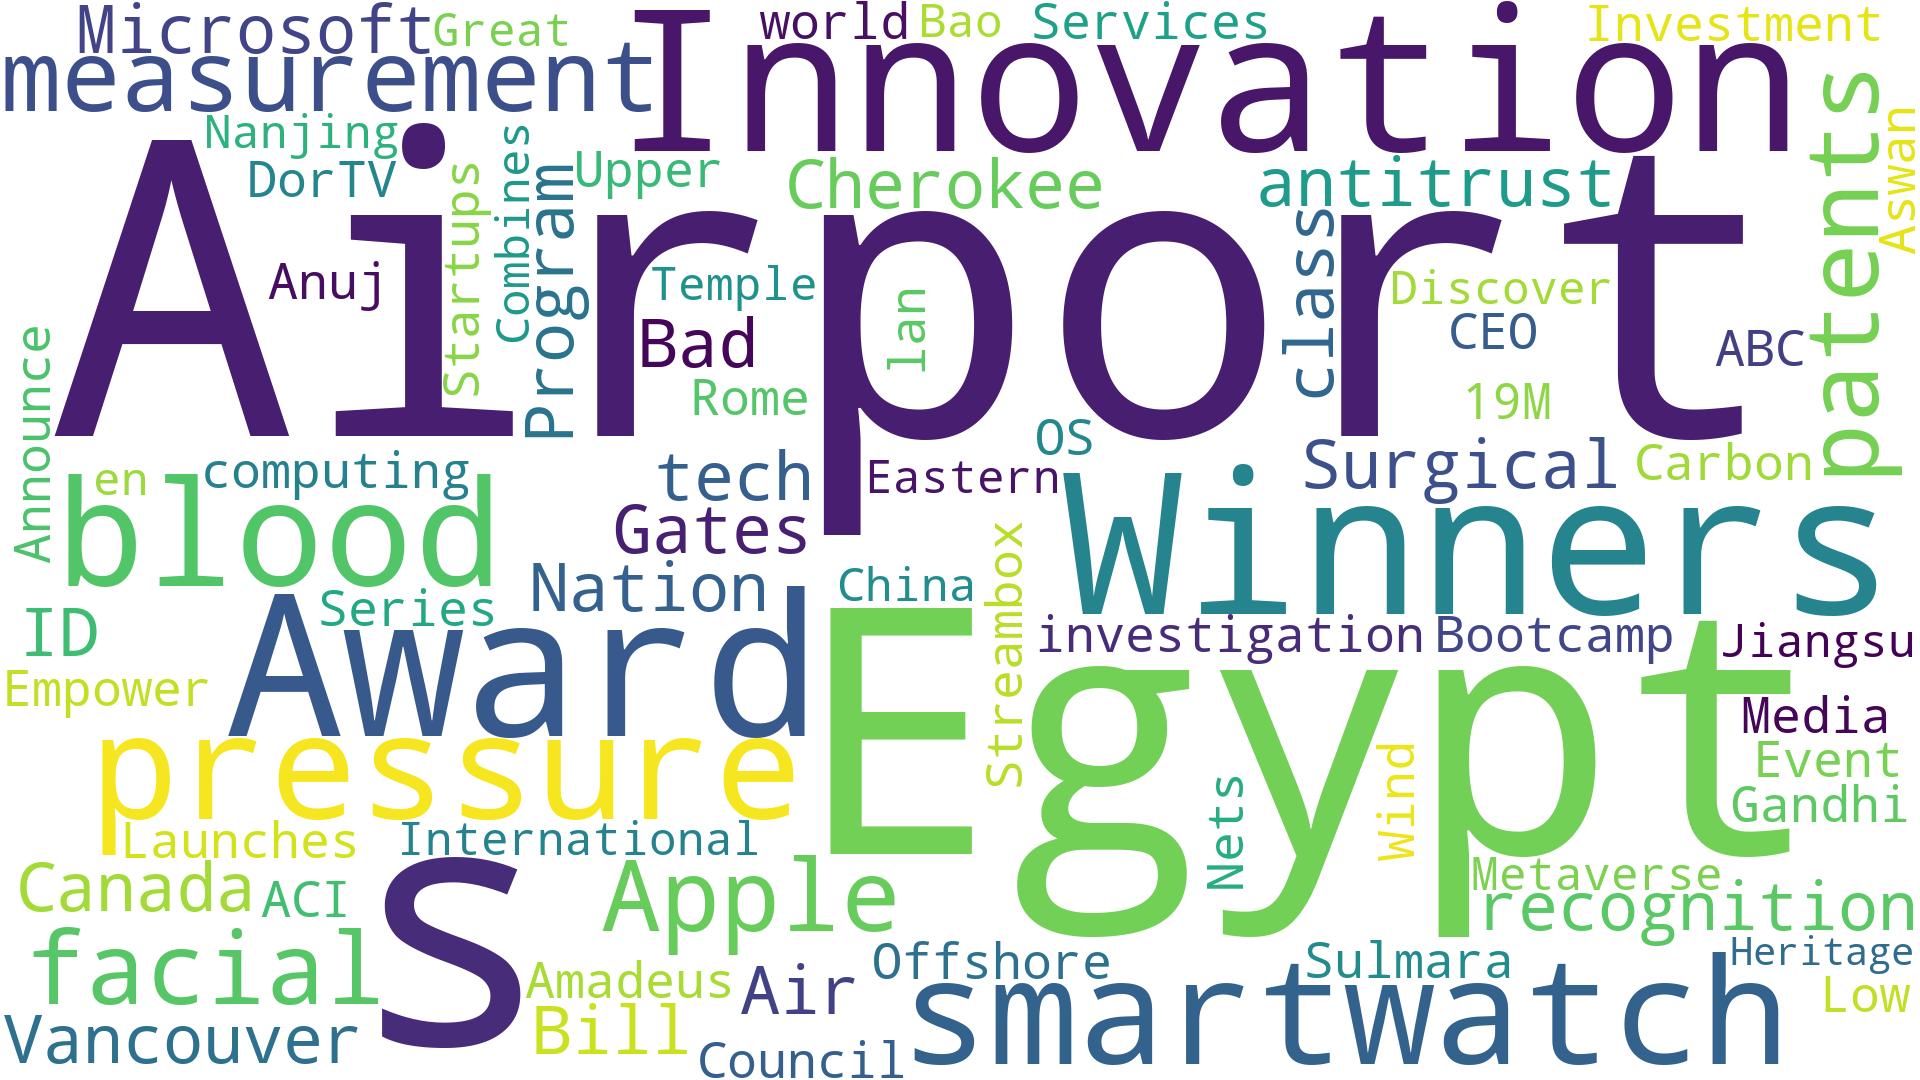 Microsoft
Great
world
Bao
Services
Investment
measurement
Innovation
Nanjing
DorTV
Startups
Combines
Program
Upper
Cherokee
antitrust
patents
Aswan
Airport
Anuj
Temple
Bad
Rome
lan
class
Discover
CEO
ABC
19M
Announce
en
computing
tech
Eastern
OS
Surgical
Carbon
blood
Gates
Winners
ID
Series
Nation
China
Streambox
investigation
Bootcamp
Jiangsu
Empower
Award
Egypt
Media
pressure
Nets
Wind
Event
Gandhi
Launches
International
Metaverse
Canada
ACI
s
Apple
recognition
facial
Amadeus
Air
Offshore
Sulmara
Heritage
Low
Vancouver
Bill
Council
smartwatch